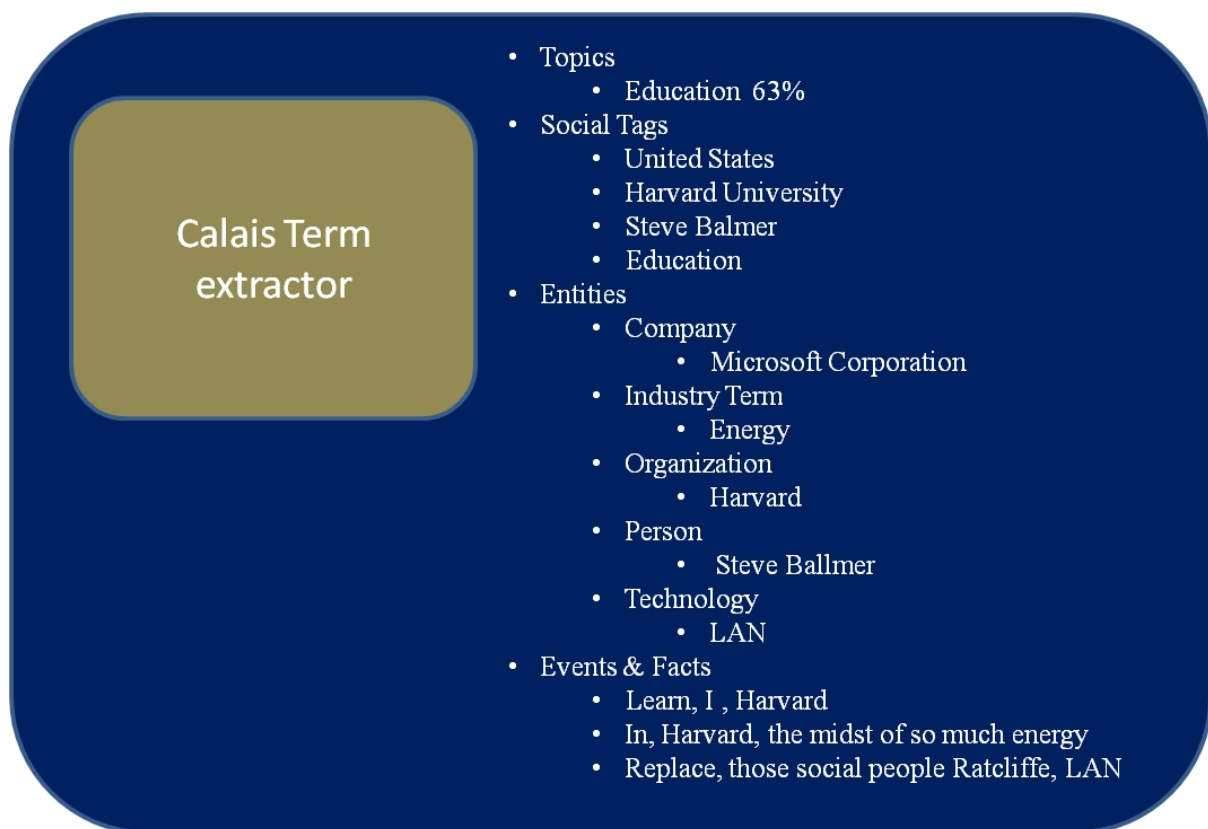 Calais Term
extractor
• Topics
• Education 63%
• Social Tags
• United States
• Harvard University
• Steve Balmer
• Education
• Entities
• Company
• Microsoft Corporation
• Industry Term
• Energy
• Organization
• Harvard
• Person
• Steve Ballmer
• Technology
• LAN
• Events & Facts
• Learn, I , Harvard
• In, Harvard, the midst of so much energy
• Replace, those social people Ratcliffe, LAN